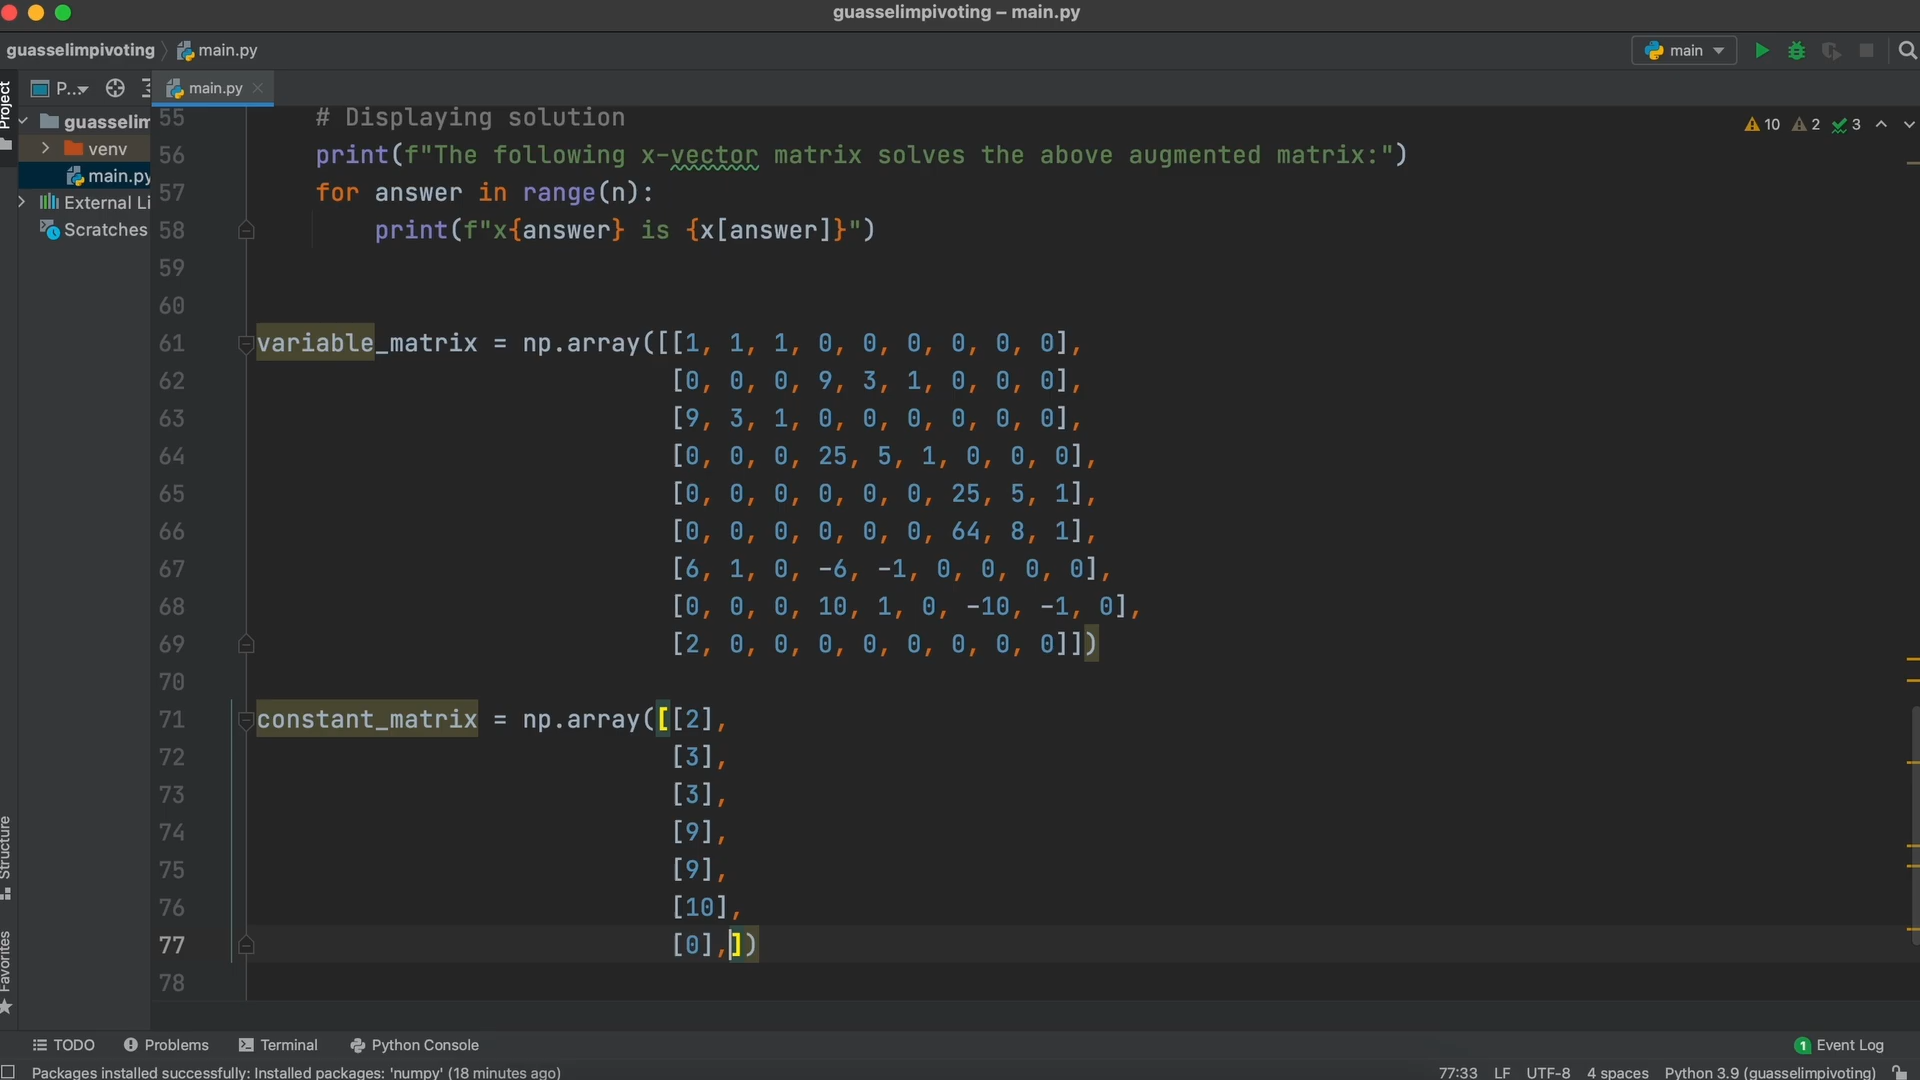 guasselimpivoting – main.py
guasselimpivoting main.py
main
Project
P...
main.py
guasselim
venv
main.py
External Li
Scratches
10 2 3
55 # Displaying solution
56 print(f"The following x-vector matrix solves the above augmented matrix:")
57 for answer in range(n):
58 print(f"x{answer} is {x[answer]}")
59
60
61 variable_matrix = np.array([[1, 1, 1, 0, 0, 0, 0, 0, 0],
62 [0, 0, 0, 9, 3, 1, 0, 0, 0],
63 [9, 3, 1, 0, 0, 0, 0, 0, 0],
64 [0, 0, 0, 25, 5, 1, 0, 0, 0],
65 [0, 0, 0, 0, 0, 0, 25, 5, 1],
66 [0, 0, 0, 0, 0, 0, 64, 8, 1],
67 [6, 1, 0, -6, -1, 0, 0, 0, 0],
68 [0, 0, 0, 10, 1, 0, -10, -1, 0],
69 [2, 0, 0, 0, 0, 0, 0, 0, 0]])
70
71 constant_matrix = np.array([[2],
72 [3],
73 [3],
74 [9],
75 [9],
76 [10],
77 [0],])
78
Structure
Favorites
TODO Problems Terminal Python Console 1 Event Log
Packages installed successfully: Installed packages: 'numpy' (18 minutes ago) 77:33 LF UTF-8 4 spaces Python 3.9 (guasselimpivoting)